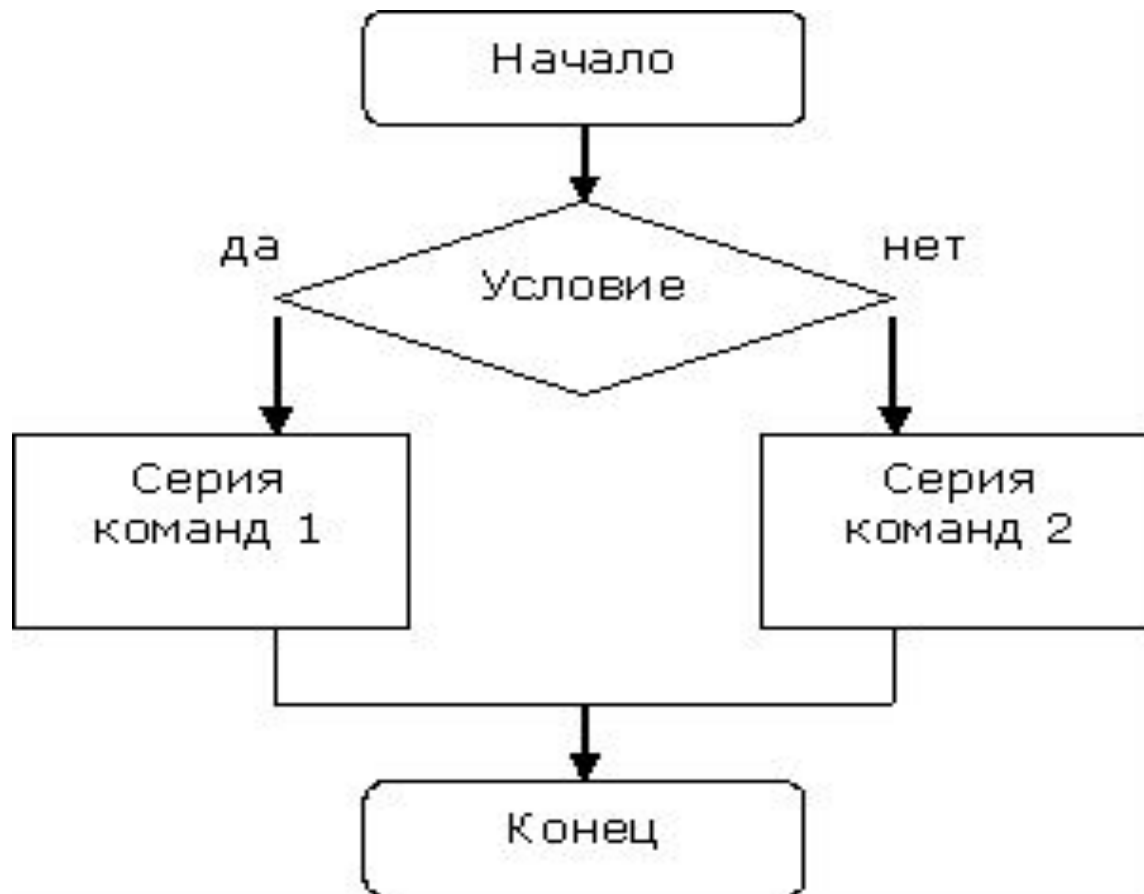 Начало
да
нет
Условие
Серия
команд 1
Серия
команд 2
Конец